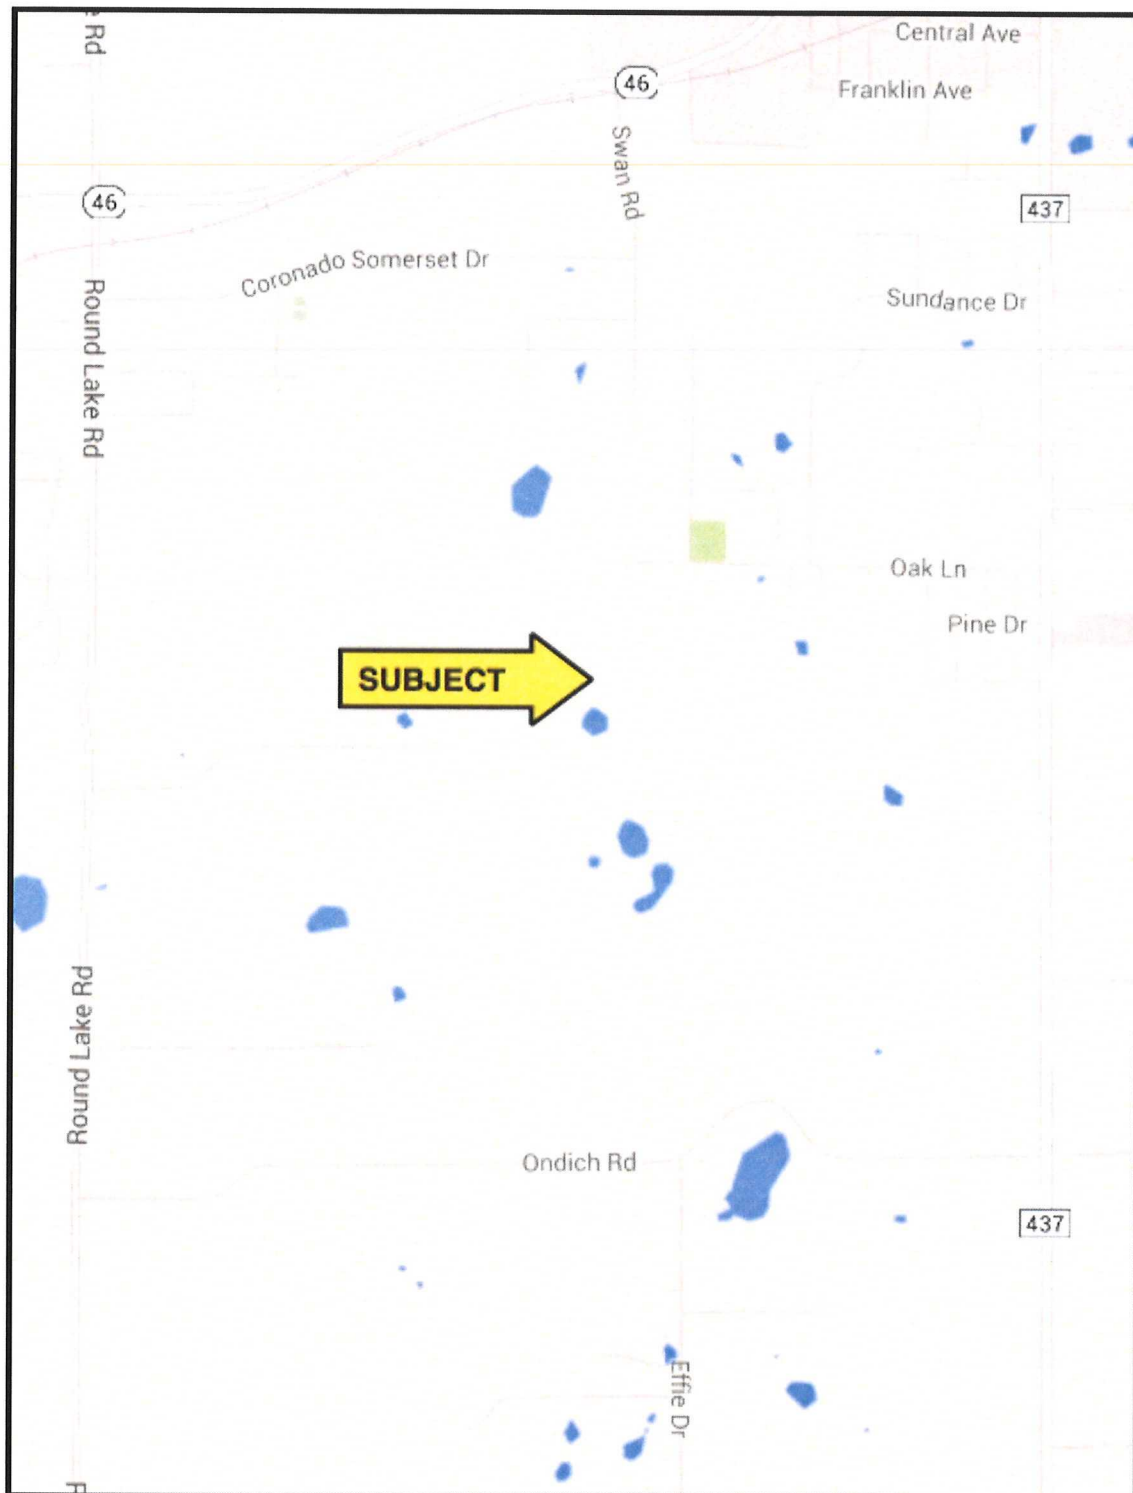 Rd
Central Ave
46
Franklin Ave
Swan Rd
46
437
Coronado Somerset Dr
Round Lake Rd
Sundance Dr
Oak Ln
Pine Dr
SUBJECT
Round Lake Rd
Ondich Rd
437
Effie Dr